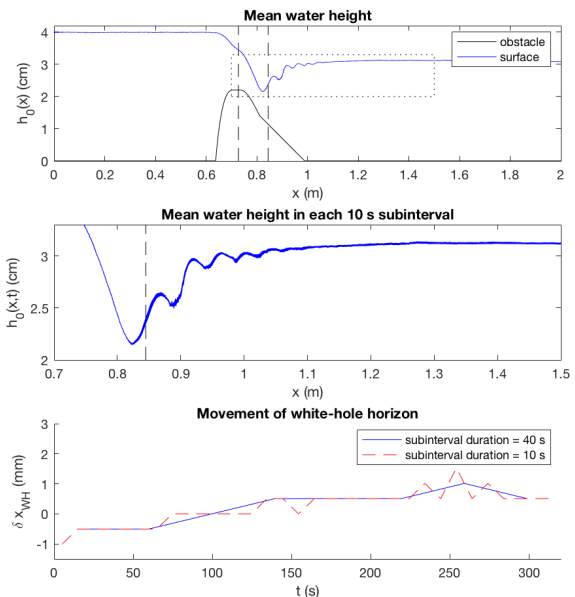 Mean water height
4
3
2
1
0
h0(x) (cm)
obstacle
surface
0 0.2 0.4 0.6 0.8 1 1.2 1.4 1.6 1.8 2
x (m)
Mean water height in each 10 s subinterval
3
2.5
2
h0(x,t) (cm)
0.7 0.8 0.9 1 1.1 1.2 1.3 1.4 1.5
x (m)
Movement of white-hole horizon
3
2
1
0
-1
δ xWH (mm)
subinterval duration = 40 s
subinterval duration = 10 s
0 50 100 150 200 250 300
t (s)